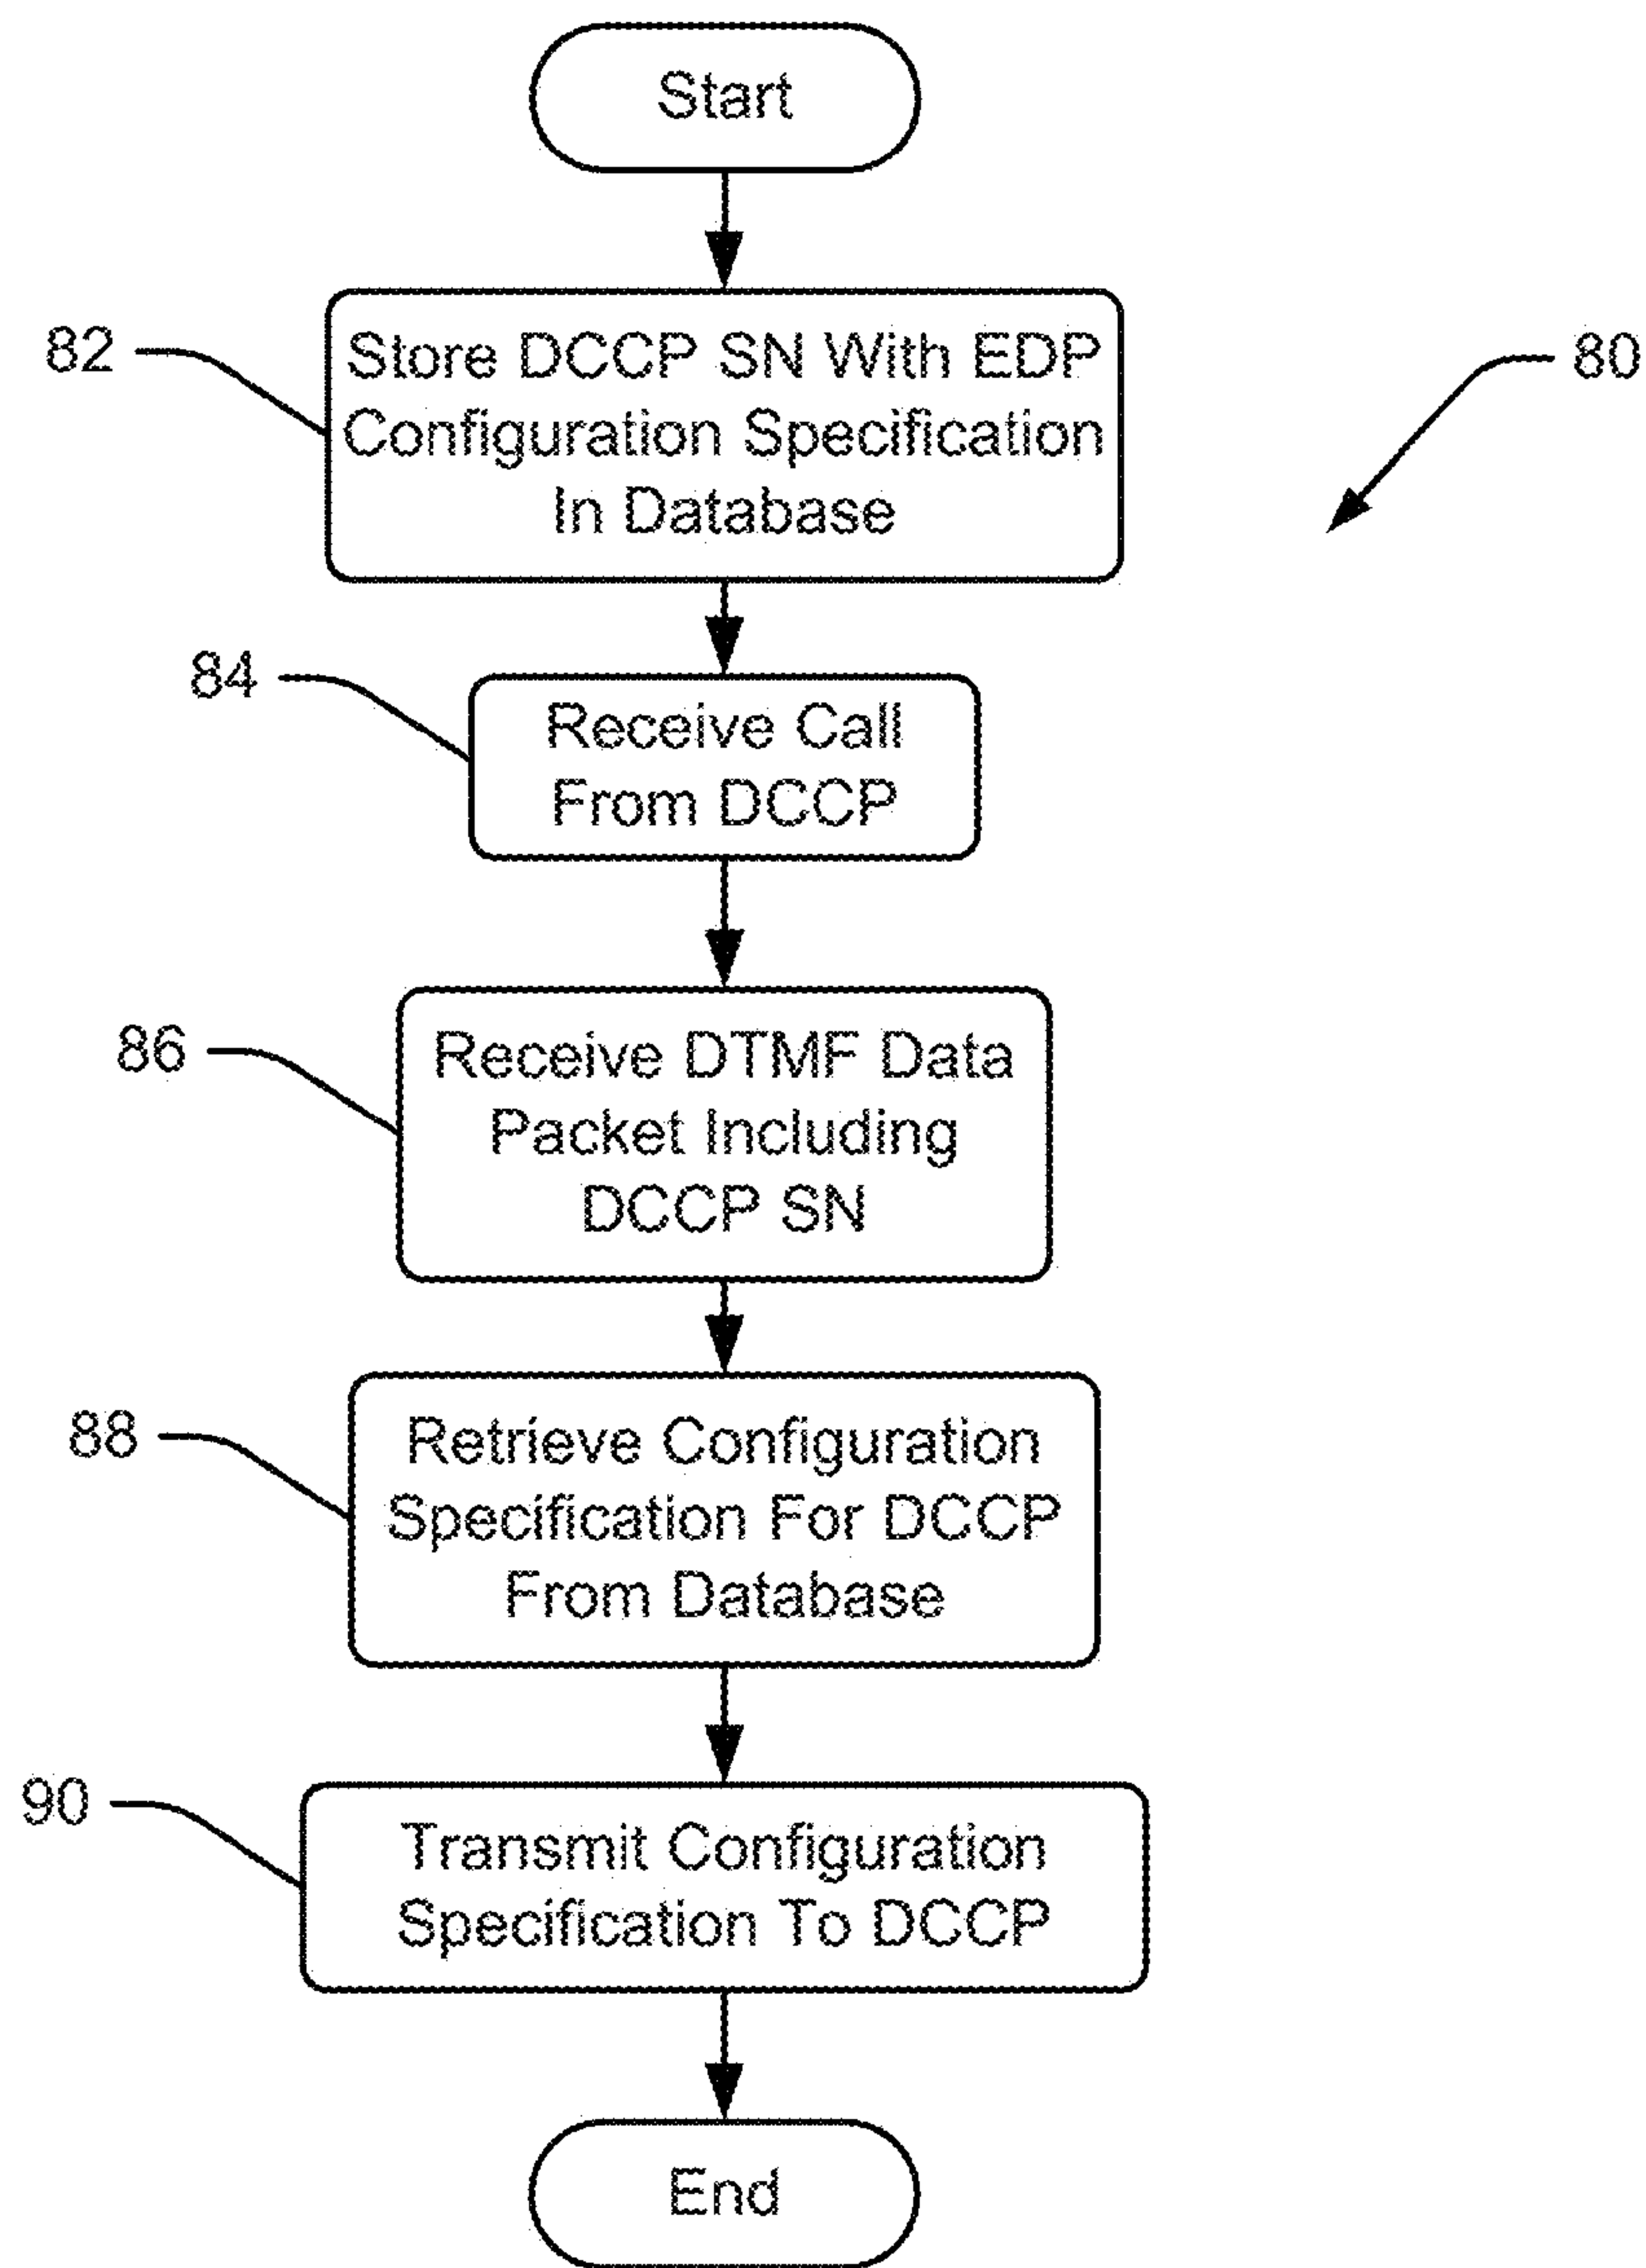 Start
82
Store DCCP SN With EDP
Configuration Specification
In Database
80
84
Receive Call
From DCCP
86
Receive DTMF Data
Packet Including
DCCP SN
88
Retrieve Configuration
Specification For DCCP
From Database
90
Transmit Configuration
Specification To DCCP
End